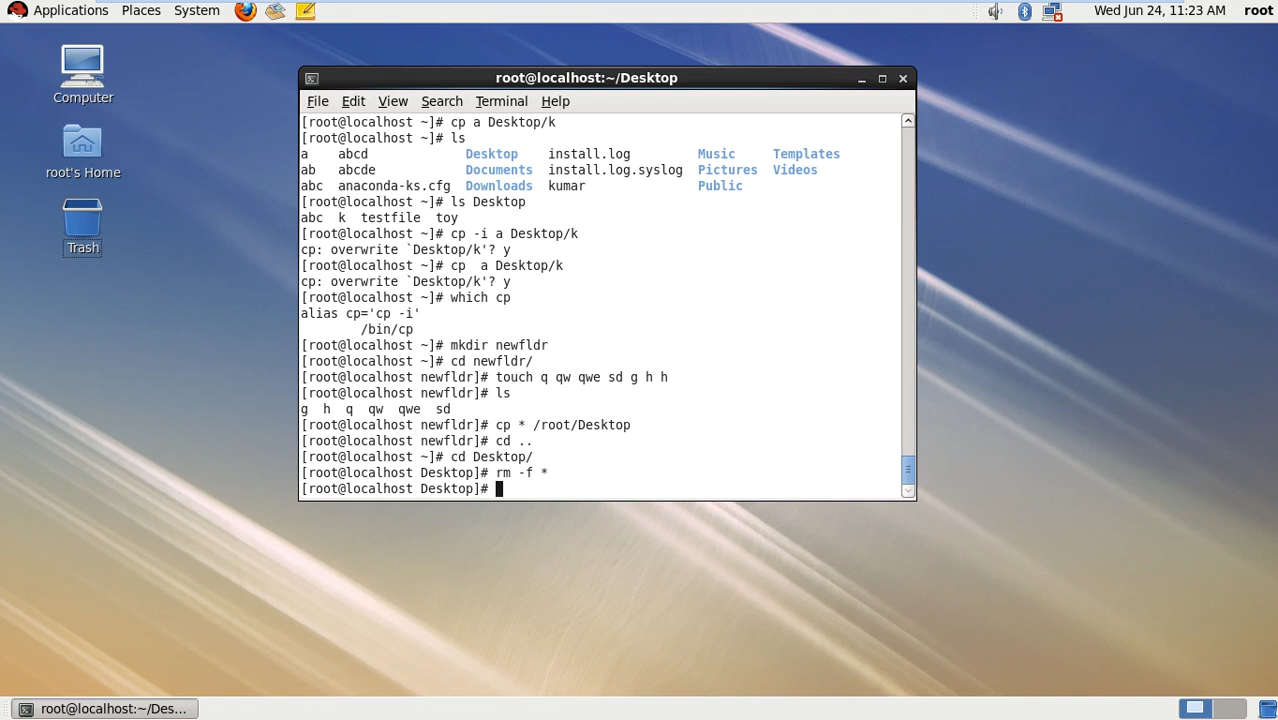 Applications Places System Wed Jun 24, 11:23 AM root
Computer
root's Home
Trash
root@localhost:~/Desktop
File Edit View Search Terminal Help
[root@localhost ~]# cp a Desktop/k
[root@localhost ~]# ls
a    abcd             Desktop    install.log         Music     Templates
ab   abcde            Documents  install.log.syslog  Pictures  Videos
abc  anaconda-ks.cfg  Downloads  kumar               Public
[root@localhost ~]# ls Desktop
abc  k  testfile  toy
[root@localhost ~]# cp -i a Desktop/k
cp: overwrite `Desktop/k'? y
[root@localhost ~]# cp  a Desktop/k
cp: overwrite `Desktop/k'? y
[root@localhost ~]# which cp
alias cp='cp -i'
        /bin/cp
[root@localhost ~]# mkdir newfldr
[root@localhost ~]# cd newfldr/
[root@localhost newfldr]# touch q qw qwe sd g h h
[root@localhost newfldr]# ls
g  h  q  qw  qwe  sd
[root@localhost newfldr]# cp * /root/Desktop
[root@localhost newfldr]# cd ..
[root@localhost ~]# cd Desktop/
[root@localhost Desktop]# rm -f *
[root@localhost Desktop]#
root@localhost:~/Des...